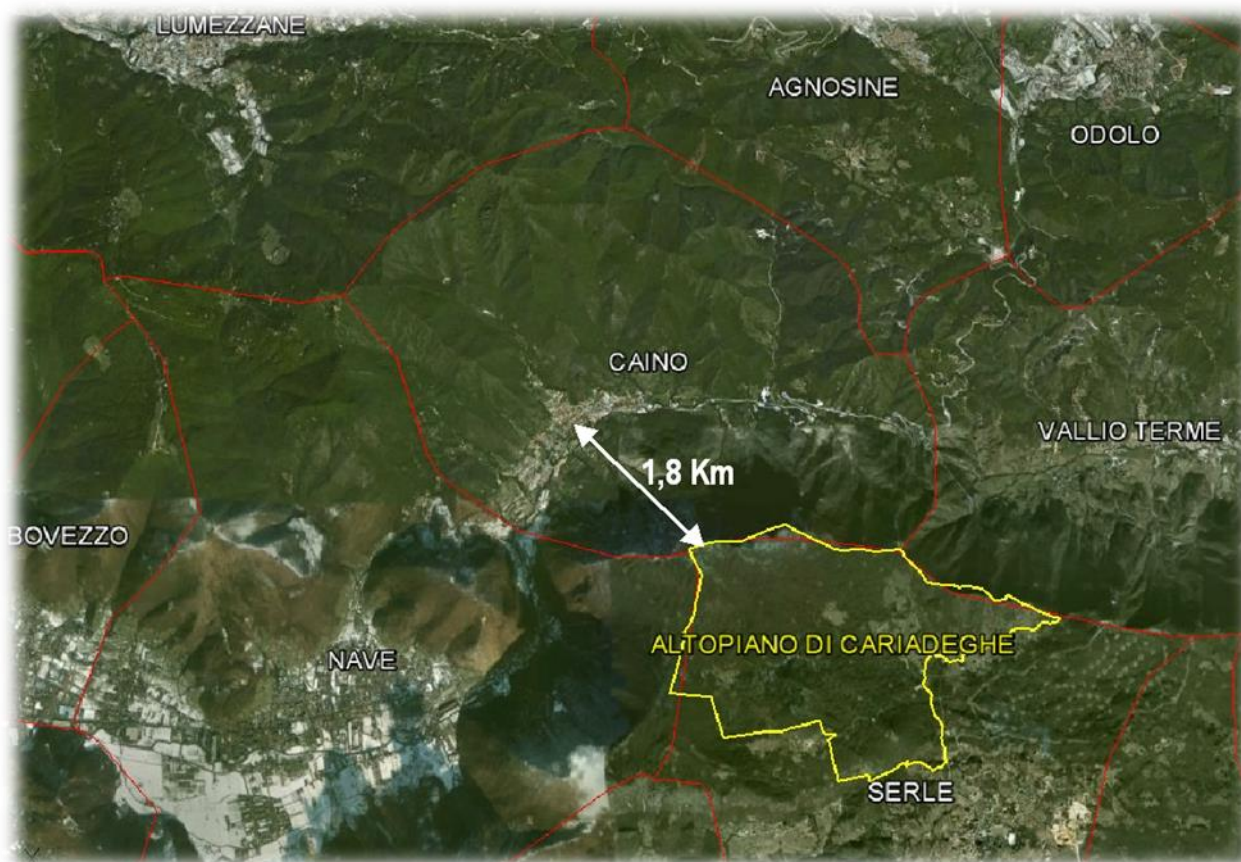 LUMEZZANE
AGNOSINE
ODOLO
CAINO
VALLIO TERME
1,8 Km
BOVEZZO
ALTOPIANO DI CARIADEGHE
NAVE
SERLE